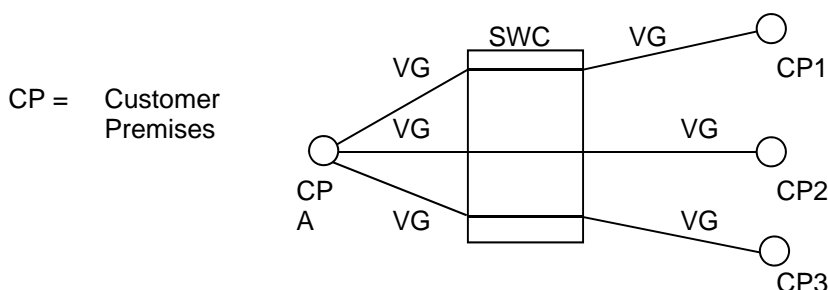 SWC
VG
VG
CP1
CP = Customer
Premises
VG
VG
CP
A
CP2
VG
VG
CP3